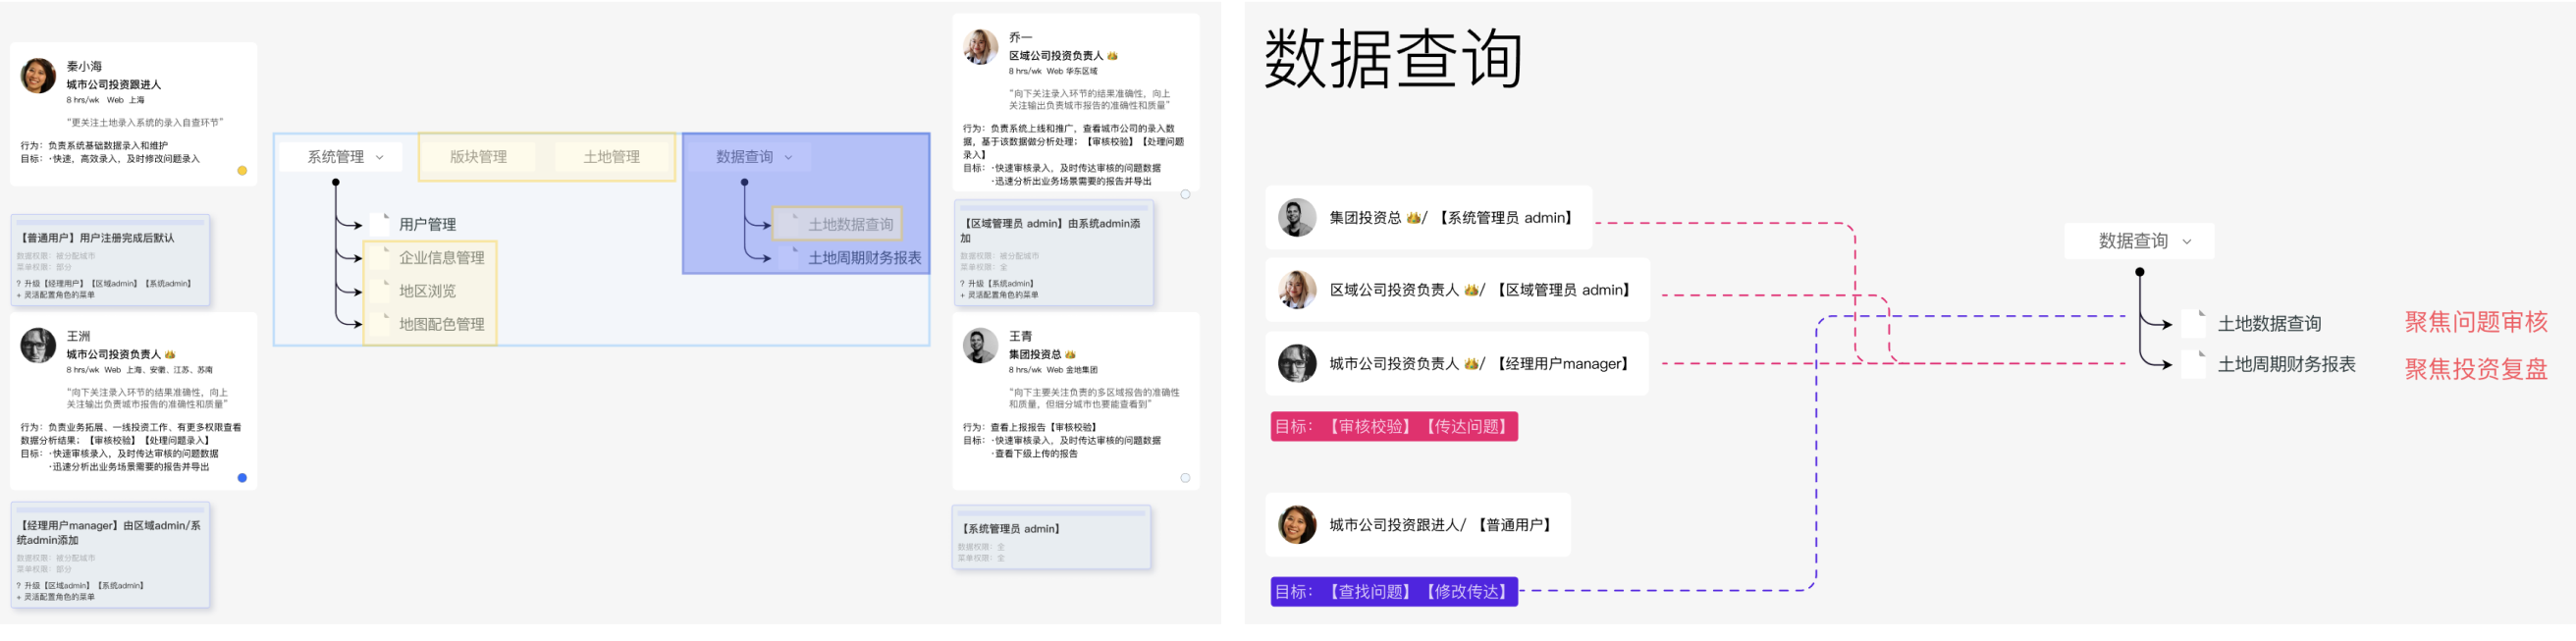 秦小海
城市公司投资跟进人
8 hrs/wk Web 上海
“更关注土地录入系统的录入自查环节”
行为：负责系统基础数据录入和维护
目标：·快速，高效录入，及时修改问题录入
【普通用户】用户注册完成后默认
数据权限：被分配城市
菜单权限：部分
? 升级【经理用户】【区域admin】【系统admin】
+ 灵活配置角色的菜单
王洲
城市公司投资负责人
8 hrs/wk Web 上海、安徽、江苏、苏南
“向下关注录入环节的结果准确性，向上
关注输出负责城市报告的准确性和质量”
行为：负责业务拓展、一线投资工作、有更多权限查看
数据分析结果；【审核校验】【处理问题录入】
目标：·快速审核录入，及时传达审核的问题数据
·迅速分析出业务场景需要的报告并导出
【经理用户manager】由区域admin/系
统admin添加
数据权限：被分配城市
菜单权限：部分
? 升级【区域admin】【系统admin】
+ 灵活配置角色的菜单
系统管理
版块管理
土地管理
数据查询
用户管理
企业信息管理
地区浏览
地图配色管理
土地数据查询
土地周期财务报表
乔一
区域公司投资负责人
8 hrs/wk Web 华东区域
“向下关注录入环节的结果准确性，向上
关注输出负责城市报告的准确性和质量”
行为：负责系统上线和推广，查看城市公司的录入数
据，基于该数据做分析处理；【审核校验】【处理问题
录入】
目标：·快速审核录入，及时传达审核的问题数据
·迅速分析出业务场景需要的报告并导出
【区域管理员 admin】由系统admin添
加
数据权限：被分配城市
菜单权限：全
? 升级【系统admin】
+ 灵活配置角色的菜单
王青
集团投资总
8 hrs/wk Web 金地集团
“向下主要关注负责的多区域报告的准确性
和质量，但细分城市也要能查看到”
行为：查看上报报告【审核校验】
目标：·快速审核录入，及时传达审核的问题数据
·查看下级上传的报告
【系统管理员 admin】
数据权限：全
菜单权限：全
数据查询
集团投资总 / 【系统管理员 admin】
区域公司投资负责人 / 【区域管理员 admin】
城市公司投资负责人 / 【经理用户manager】
目标：【审核校验】【传达问题】
城市公司投资跟进人/ 【普通用户】
目标：【查找问题】【修改传达】
数据查询
土地数据查询
聚焦问题审核
土地周期财务报表
聚焦投资复盘